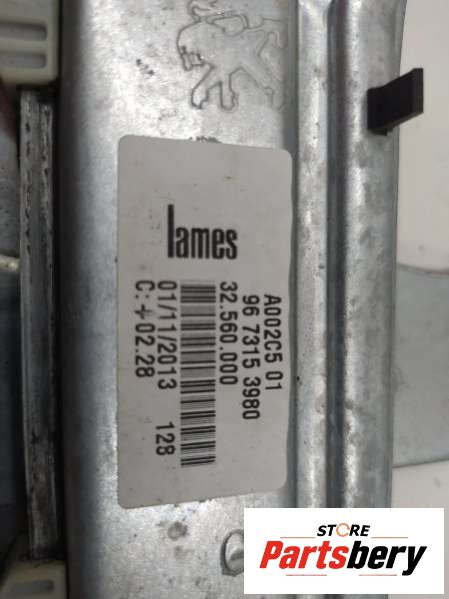 lames
A002C5 01
96 7315 3980
32.560.000
01/11/2013 128
C:+02.28
STORE
Partsbery